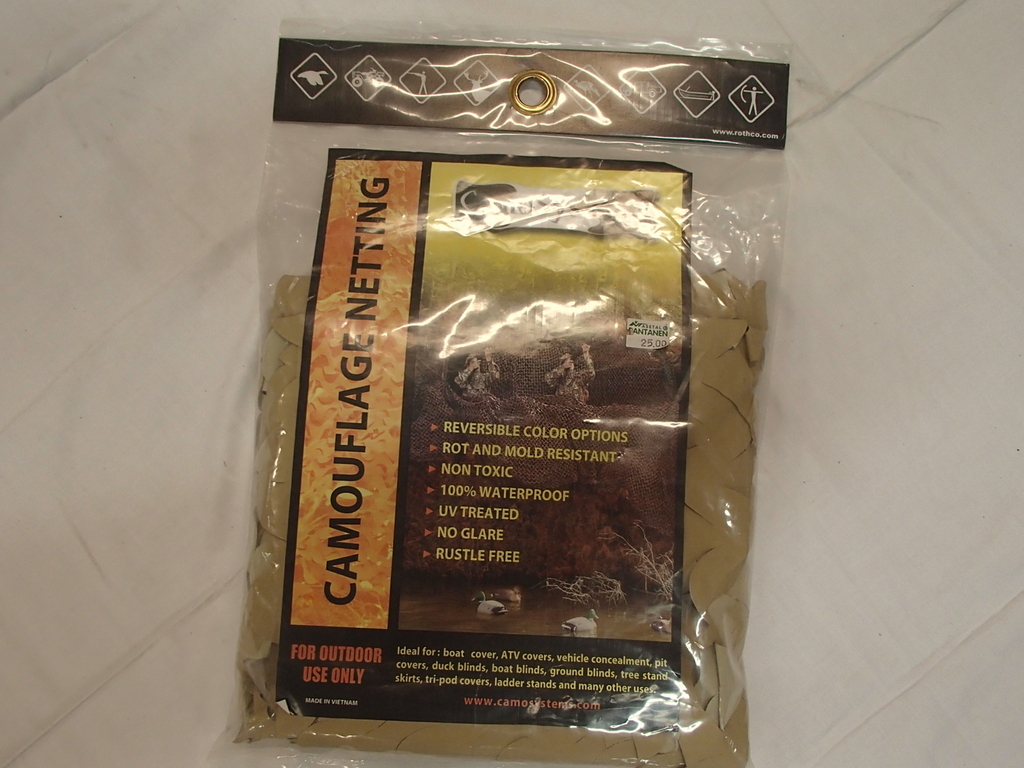 www.rothco.com
CAMOUFLAGE NETTING
ANTANEN
25.00
REVERSIBLE COLOR OPTIONS
ROT AND MOLD RESISTANT
NON TOXIC
100% WATERPROOF
UV TREATED
NO GLARE
RUSTLE FREE
FOR OUTDOOR
USE ONLY
MADE IN VIETNAM
Ideal for: boat cover, ATV covers, vehicle concealment, pit
covers, duck blinds, boat blinds, ground blinds, tree stand
skirts, tri-pod covers, ladder stands and many other uses.
www.camosystems.com